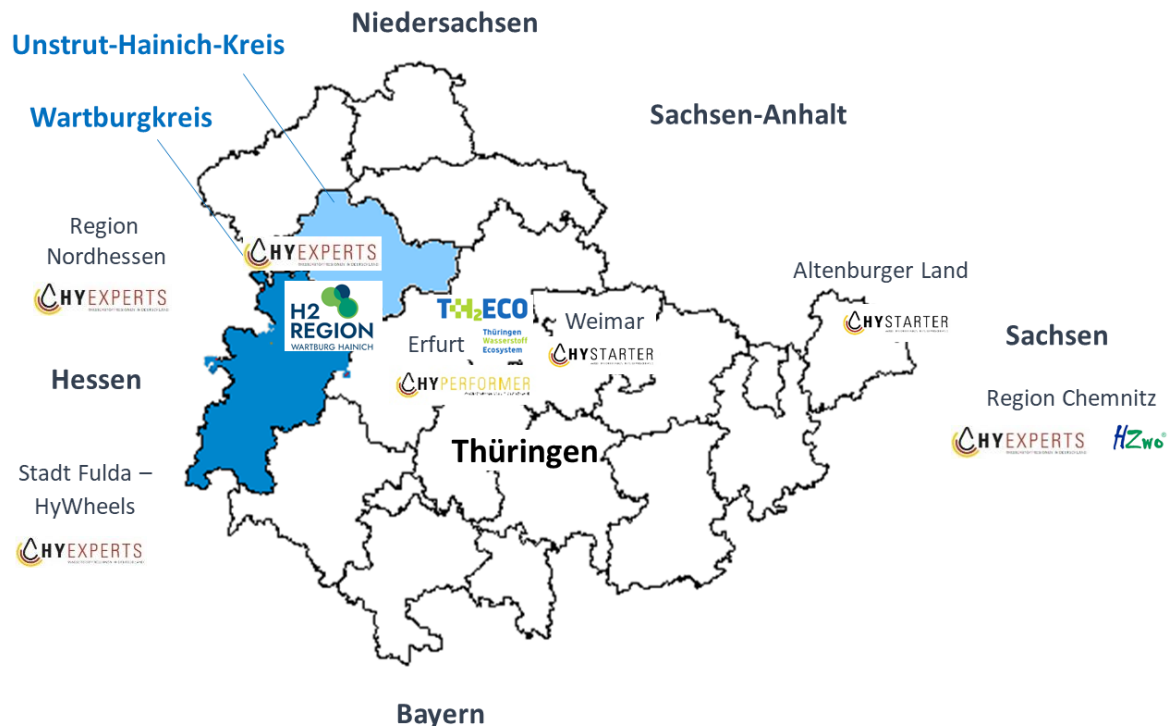 Niedersachsen
Unstrut-Hainich-Kreis
Wartburgkreis
Sachsen-Anhalt
Region
Nordhessen
HYEXPERTS
HYEXPERTS
H2
REGION
WARTBURG HAINICH
TH₂ECO
Thüringen
Wasserstoff
Ecosystem
Erfurt
HYPERFORMER
Weimar
HYSTARTER
Altenburger Land
HYSTARTER
Sachsen
Hessen
Region Chemnitz
HYEXPERTS
HZwo®
Thüringen
Stadt Fulda –
HyWheels
HYEXPERTS
Bayern